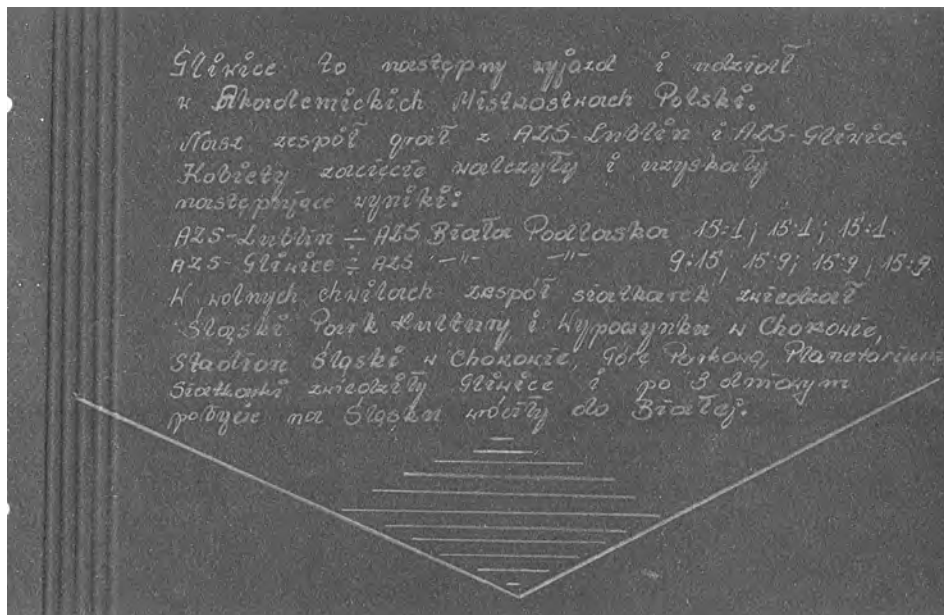 Gliwice to następny wyjazd i udział
w Akademickich Mistrostwach Polski.
Nasz zespół grał z AZS-Lublin i AZS-Gliwice.
Kobiety zacięcie walczyły i uzyskały
następujące wyniki:
AZS-Lublin ÷ AZS Biała Podlaska 15:1; 15:1; 15:1.
AZS-Gliwice ÷ AZS -"- -"- 9:15; 15:9; 15:9; 15:9
W wolnych chwilach zespół siatkarek zwiedzał
Śląski Park Kultury i Wypoczynku w Chorzowie,
Stadion Śląski w Chorzowie, Górę Parkową, Planetarium
Siatkarki zwiedziły Gliwice i po 3 dniowym
pobycie na Śląsku wróciły do Białej.